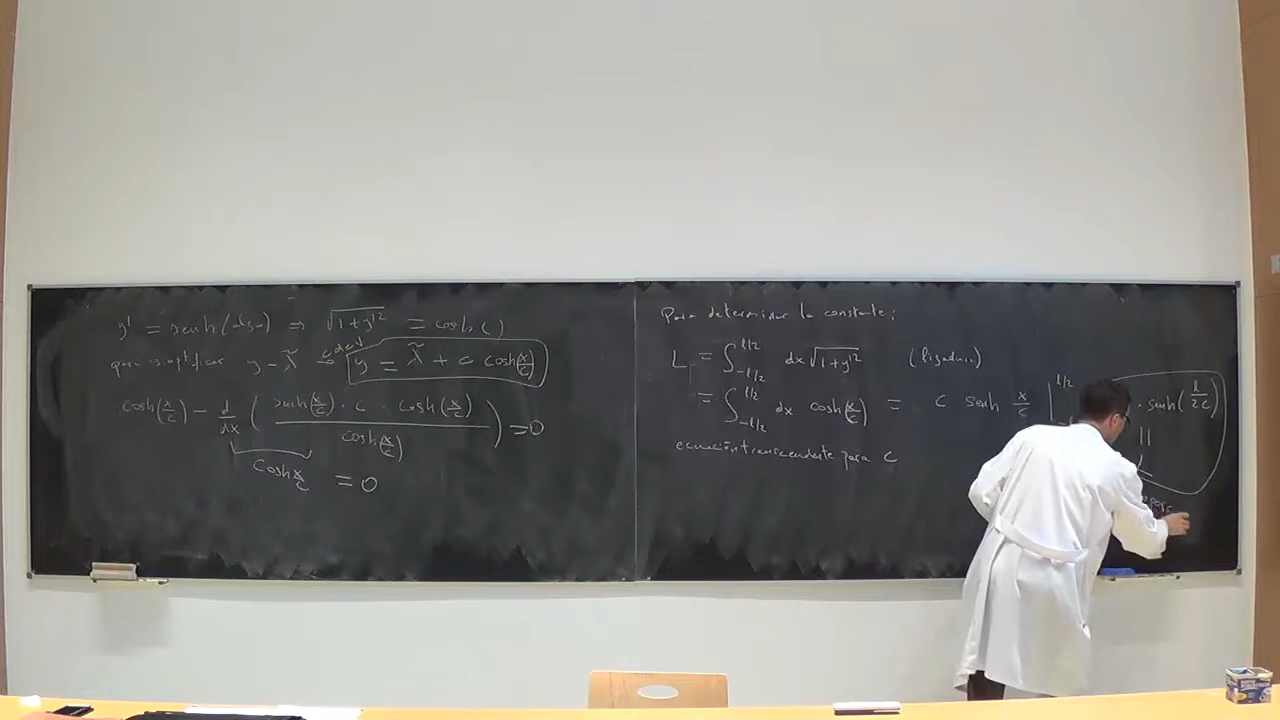 y' = senh( ) ⇒ √(1+y'²) = cosh( )
para simplificar y - λ̃ = y = λ̃ + c cosh(x/c)
cosh(x/c) - d/dx ( senh(x/c) · c · cosh(x/c) / cosh(x/c) ) = 0
cosh x/c = 0
Para determinar la constante:
L = ∫_{-l/2}^{l/2} dx √(1+y'²) (ligadura)
= ∫_{-l/2}^{l/2} dx cosh(x/c) = c senh x/c |^{l/2} · senh(l/2c)
ecuación transcendente para c